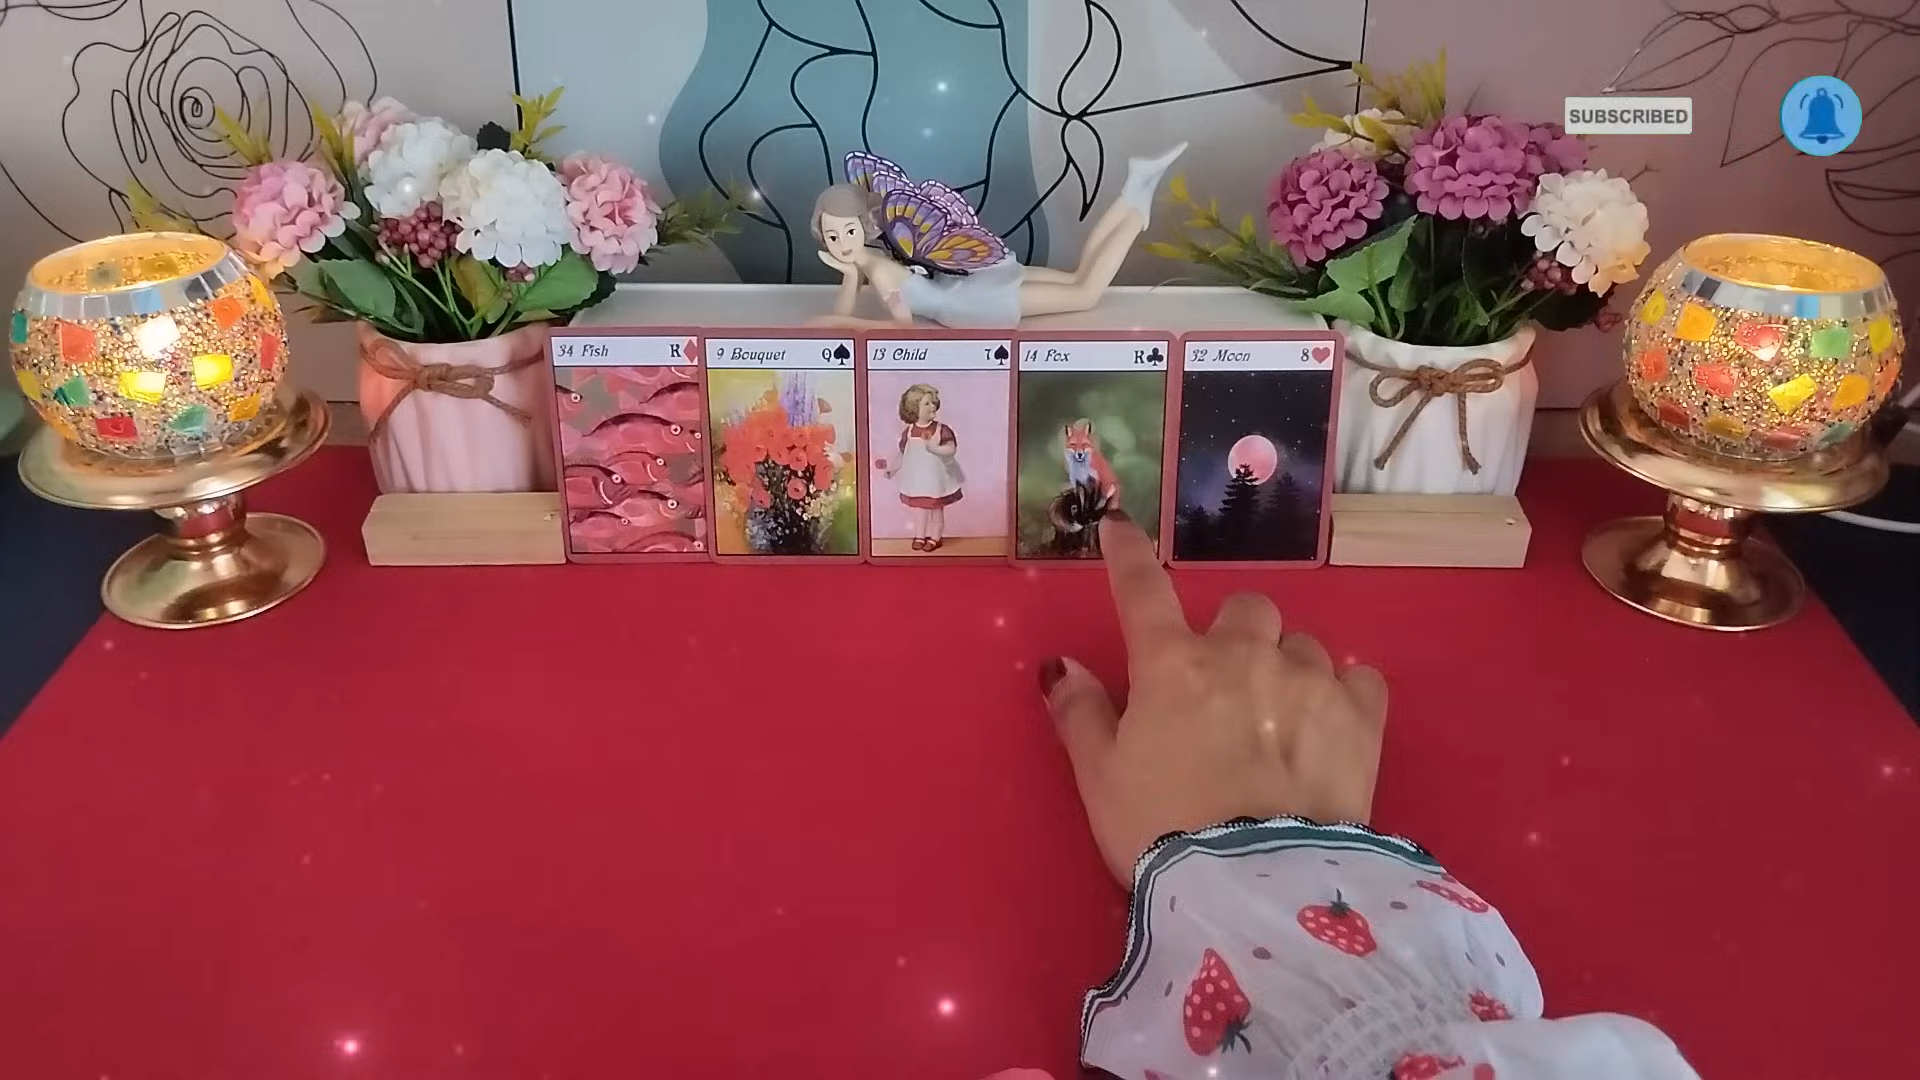 SUBSCRIBED
34 Fish K♦
9 Bouquet Q♠
13 Child 7♠
14 Fox K♣
32 Moon 8♥